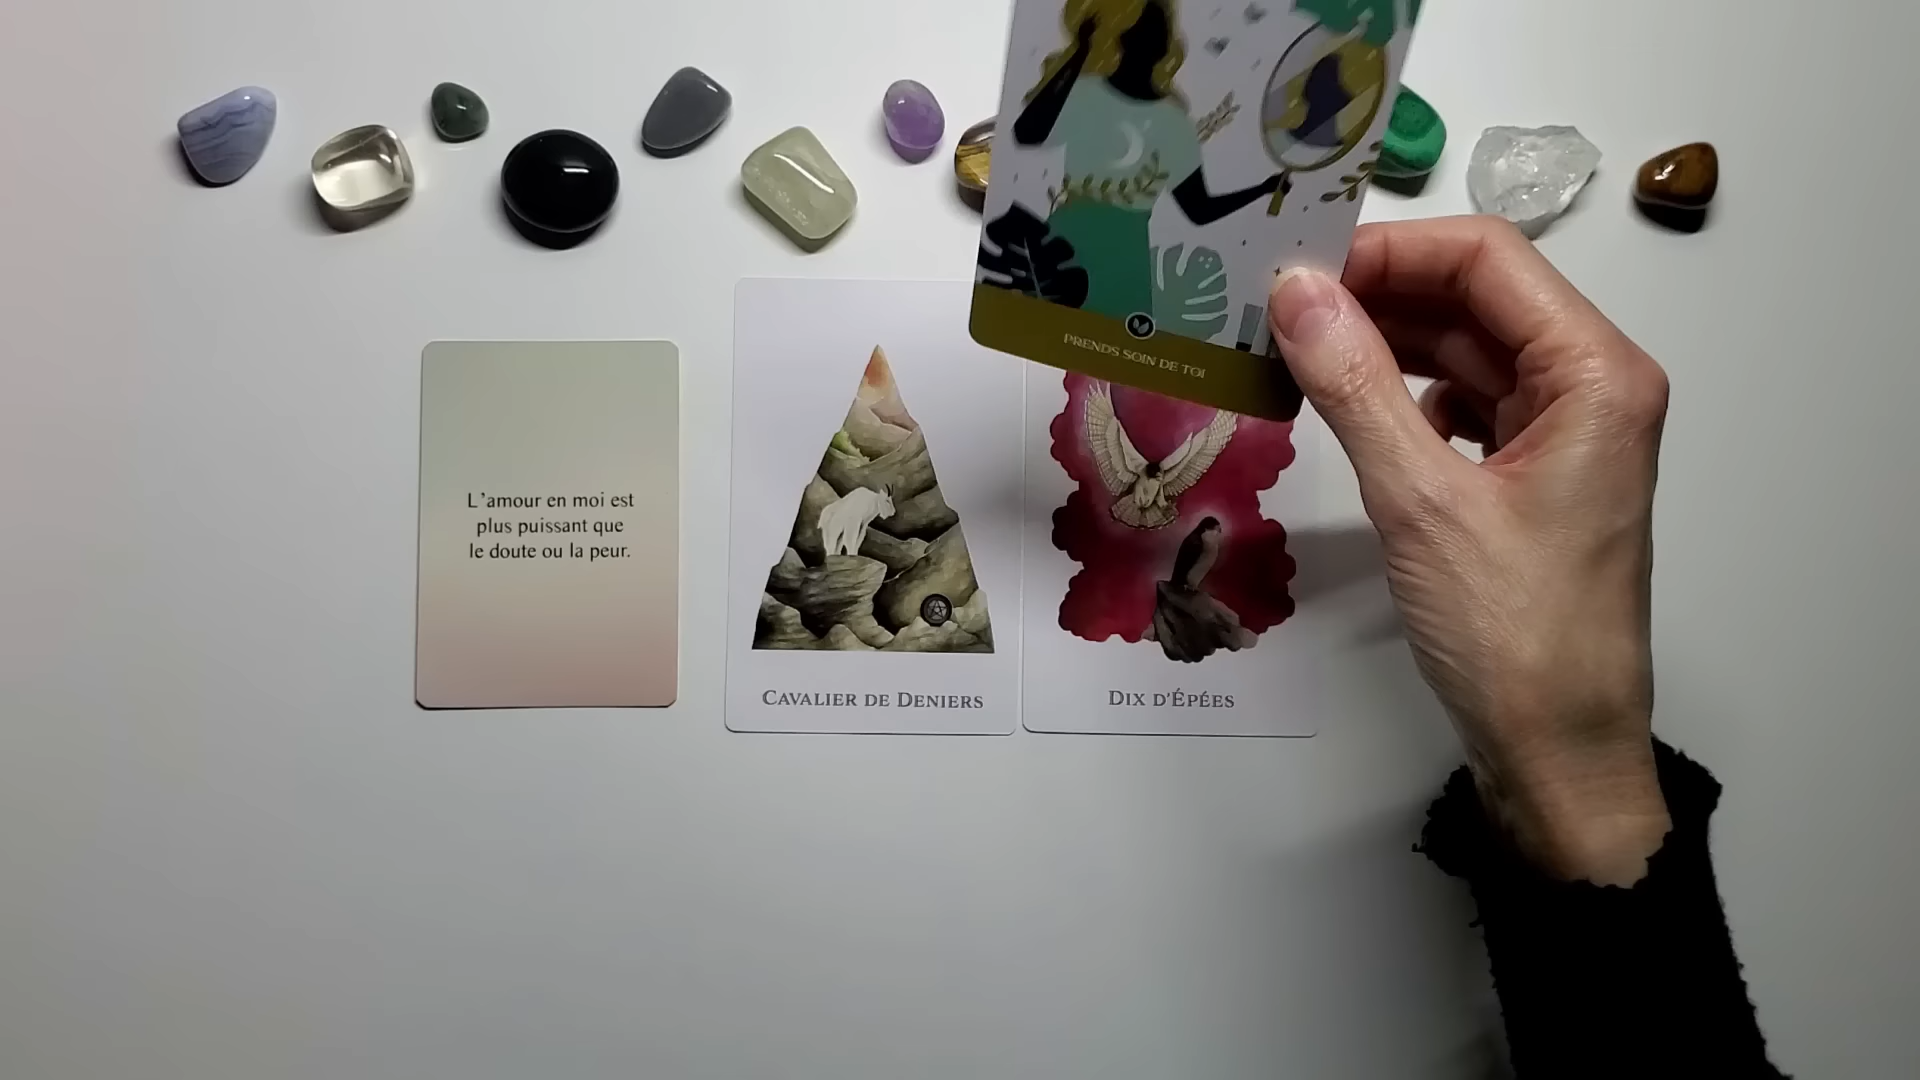 PRENDS SOIN DE TOI
L'amour en moi est
plus puissant que
le doute ou la peur.
CAVALIER DE DENIERS
DIX D'ÉPÉES